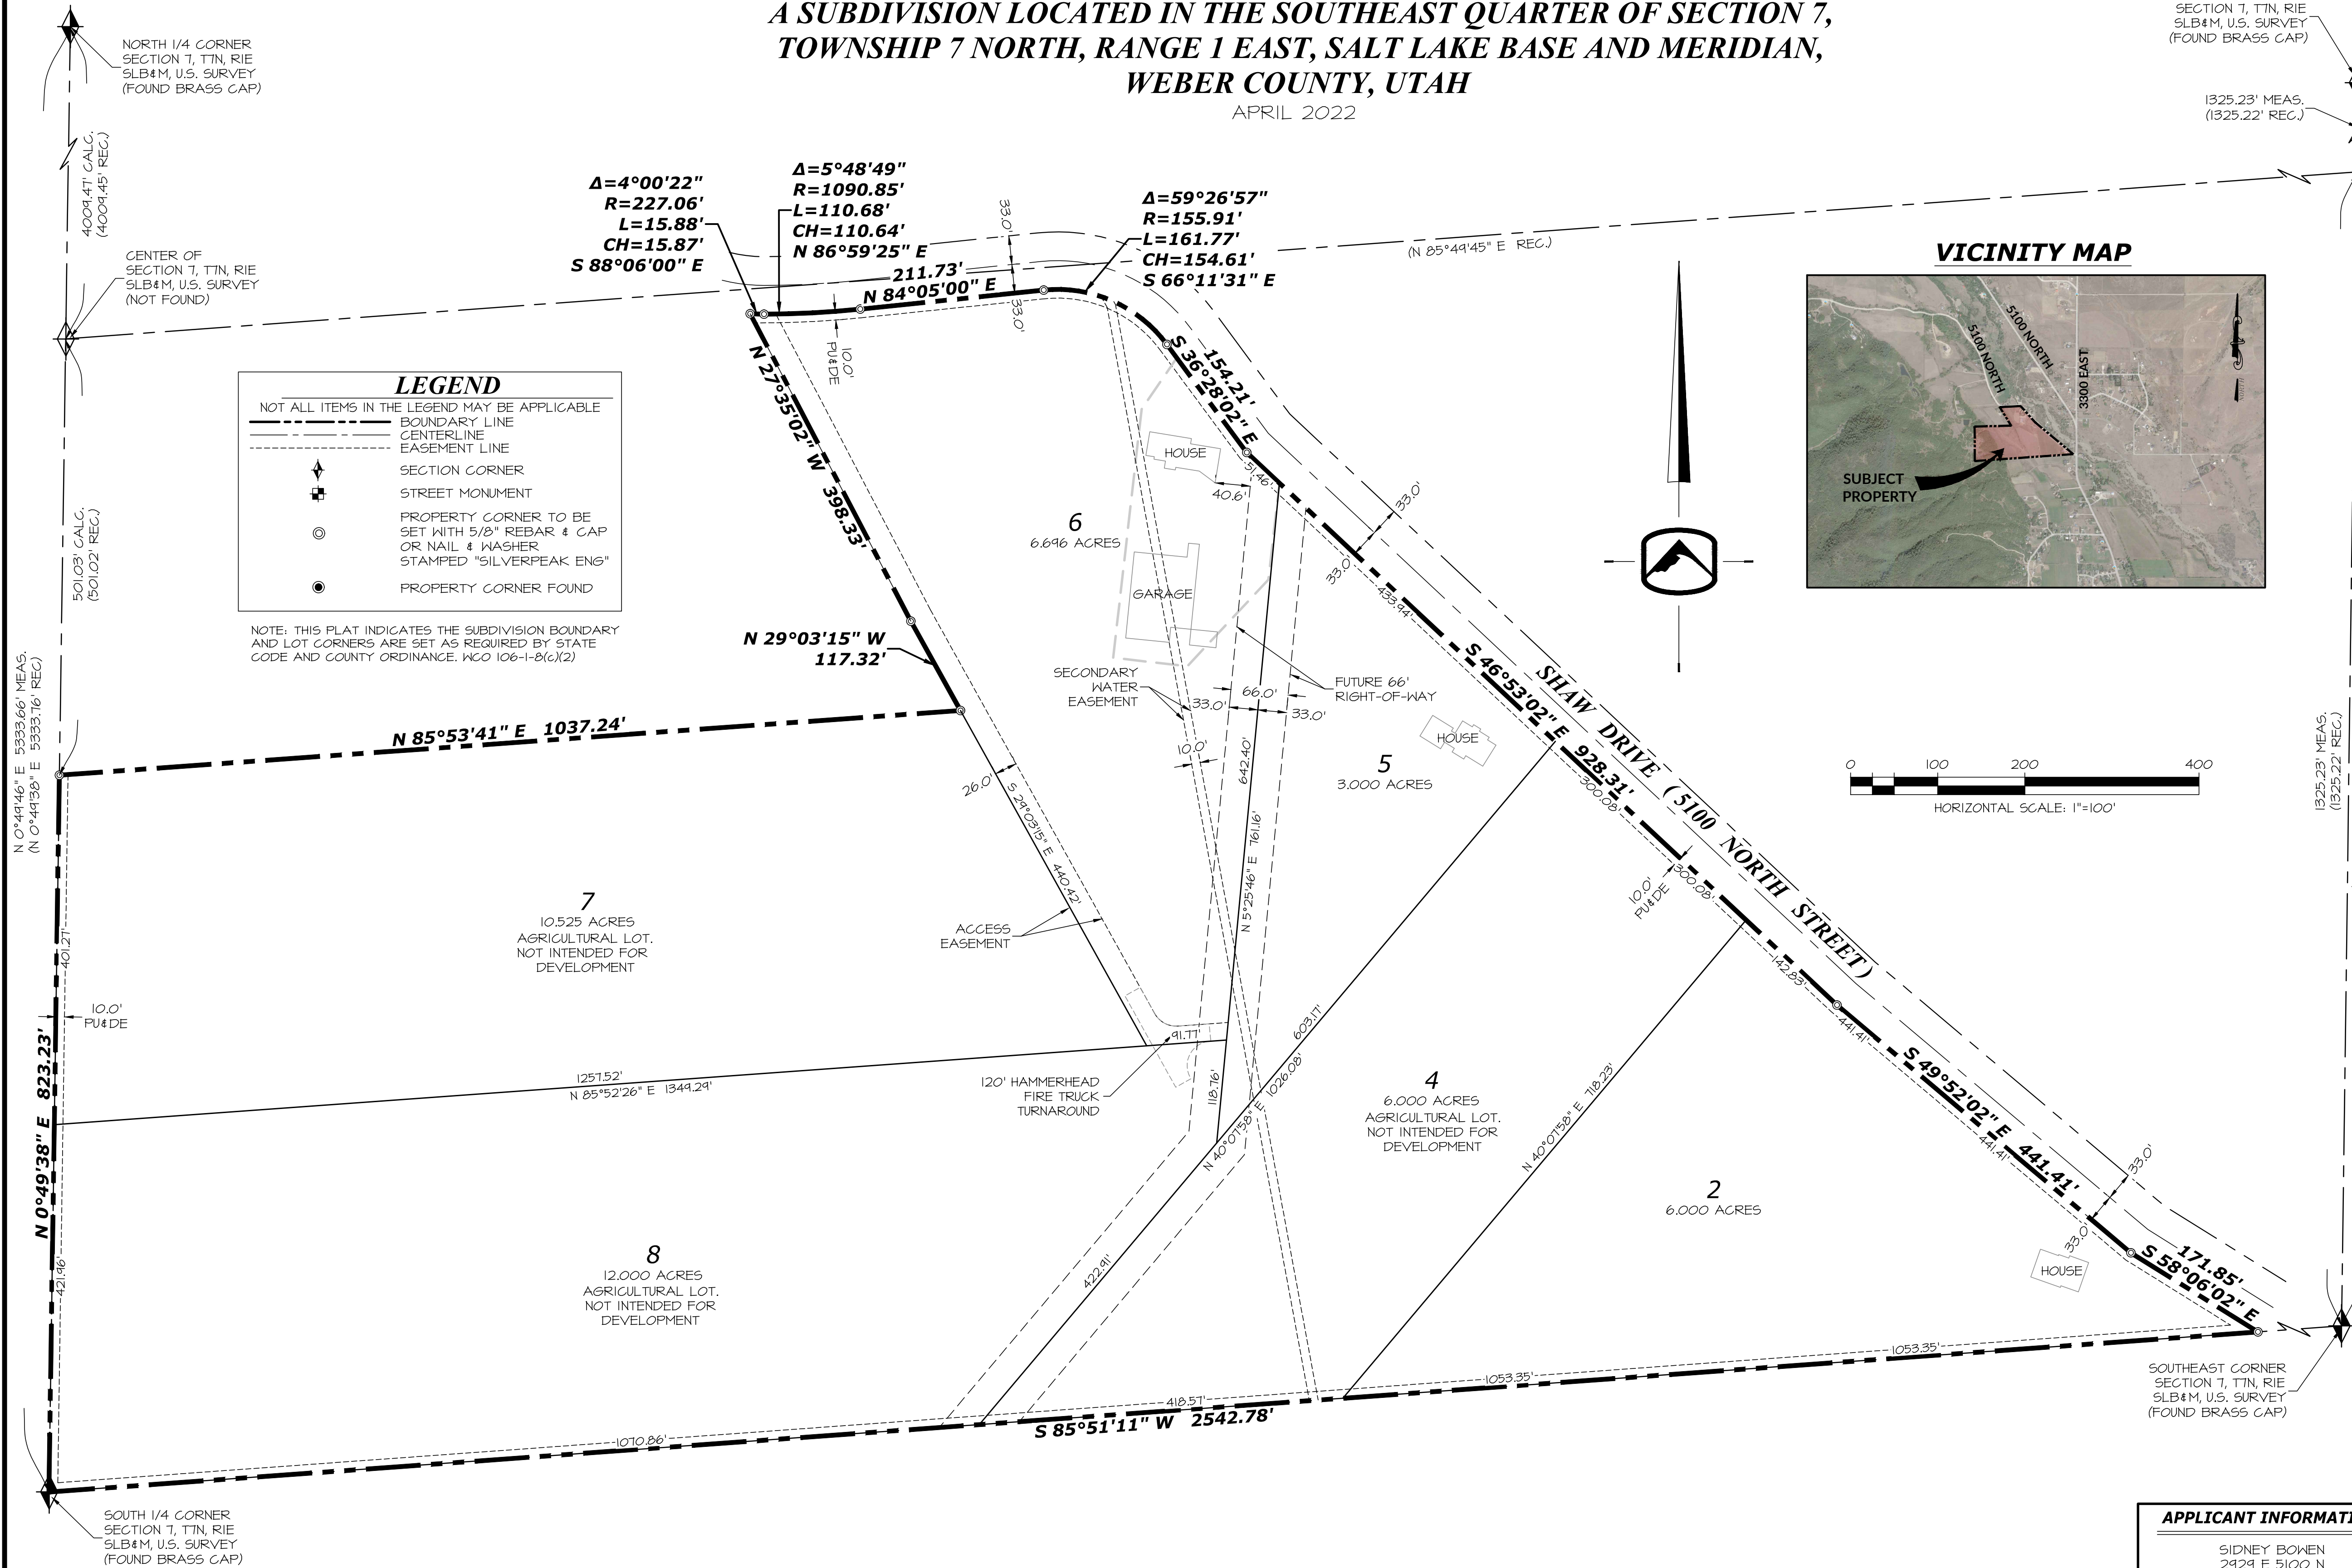 A SUBDIVISION LOCATED IN THE SOUTHEAST QUARTER OF SECTION 7,
TOWNSHIP 7 NORTH, RANGE 1 EAST, SALT LAKE BASE AND MERIDIAN,
WEBER COUNTY, UTAH
APRIL 2022
NORTH 1/4 CORNER
SECTION 7, T7N, R1E
SLB&M, U.S. SURVEY
(FOUND BRASS CAP)
SECTION 7, T7N, R1E
SLB&M, U.S. SURVEY
(FOUND BRASS CAP)
1325.23' MEAS.
(1325.22' REC.)
4009.47' CALC.
(4009.45' REC.)
CENTER OF
SECTION 7, T7N, R1E
SLB&M, U.S. SURVEY
(NOT FOUND)
Δ=4°00'22"
R=227.06'
L=15.88'
CH=15.87'
S 88°06'00" E
Δ=5°48'49"
R=1090.85'
L=110.68'
CH=110.64'
N 86°59'25" E
Δ=59°26'57"
R=155.91'
L=161.77'
CH=154.61'
S 66°11'31" E
33.0'
33.0'
211.73'
N 84°05'00" E
(N 85°49'45" E REC.)
10.0'
PU&DE
VICINITY MAP
5100 NORTH
5100 NORTH
3300 EAST
SUBJECT
PROPERTY
LEGEND
NOT ALL ITEMS IN THE LEGEND MAY BE APPLICABLE
BOUNDARY LINE
CENTERLINE
EASEMENT LINE
SECTION CORNER
STREET MONUMENT
PROPERTY CORNER TO BE
SET WITH 5/8" REBAR & CAP
OR NAIL & WASHER
STAMPED "SILVERPEAK ENG"
PROPERTY CORNER FOUND
NOTE: THIS PLAT INDICATES THE SUBDIVISION BOUNDARY
AND LOT CORNERS ARE SET AS REQUIRED BY STATE
CODE AND COUNTY ORDINANCE. WCO 106-1-8(c)(2)
501.03' CALC.
(501.02' REC.)
N 0°49'46" E 5333.66' MEAS.
(N 0°49'38" E 5333.76' REC)
N 27°35'02" W 398.33'
N 29°03'15" W
117.32'
N 85°53'41" E 1037.24'
154.21'
S 36°28'02" E
HOUSE
40.6'
51.46'
6
6.696 ACRES
GARAGE
33.0'
33.0'
433.94'
SECONDARY
WATER
EASEMENT
FUTURE 66'
RIGHT-OF-WAY
66.0'
33.0'
33.0'
10.0'
642.40'
N 5°25'46" E 761.16'
HOUSE
5
3.000 ACRES
S 46°53'02" E 928.31'
SHAW DRIVE (5100 NORTH STREET)
300.08'
300.08'
10.0'
PU&DE
142.83'
0 100 200 400
HORIZONTAL SCALE: 1"=100'
1325.23' MEAS.
(1325.22' REC.)
26.0'
S 29°03'15" E 440.42'
ACCESS
EASEMENT
7
10.525 ACRES
AGRICULTURAL LOT.
NOT INTENDED FOR
DEVELOPMENT
401.27'
10.0'
PU&DE
N 0°49'38" E 823.23'
1257.52'
N 85°52'26" E 1349.29'
91.77'
120' HAMMERHEAD
FIRE TRUCK
TURNAROUND
118.76'
603.17'
N 40°07'58" E 1026.08'
422.91'
4
6.000 ACRES
AGRICULTURAL LOT.
NOT INTENDED FOR
DEVELOPMENT
N 40°07'58" E 718.23'
2
6.000 ACRES
441.41'
S 49°52'02" E 441.41'
441.41'
33.0'
33.0'
HOUSE
171.85'
S 58°06'02" E
8
12.000 ACRES
AGRICULTURAL LOT.
NOT INTENDED FOR
DEVELOPMENT
421.96'
1070.86'
418.57'
S 85°51'11" W 2542.78'
1053.35'
1053.35'
SOUTHEAST CORNER
SECTION 7, T7N, R1E
SLB&M, U.S. SURVEY
(FOUND BRASS CAP)
SOUTH 1/4 CORNER
SECTION 7, T7N, R1E
SLB&M, U.S. SURVEY
(FOUND BRASS CAP)
APPLICANT INFORMATI
SIDNEY BOWEN
2929 E 5100 N